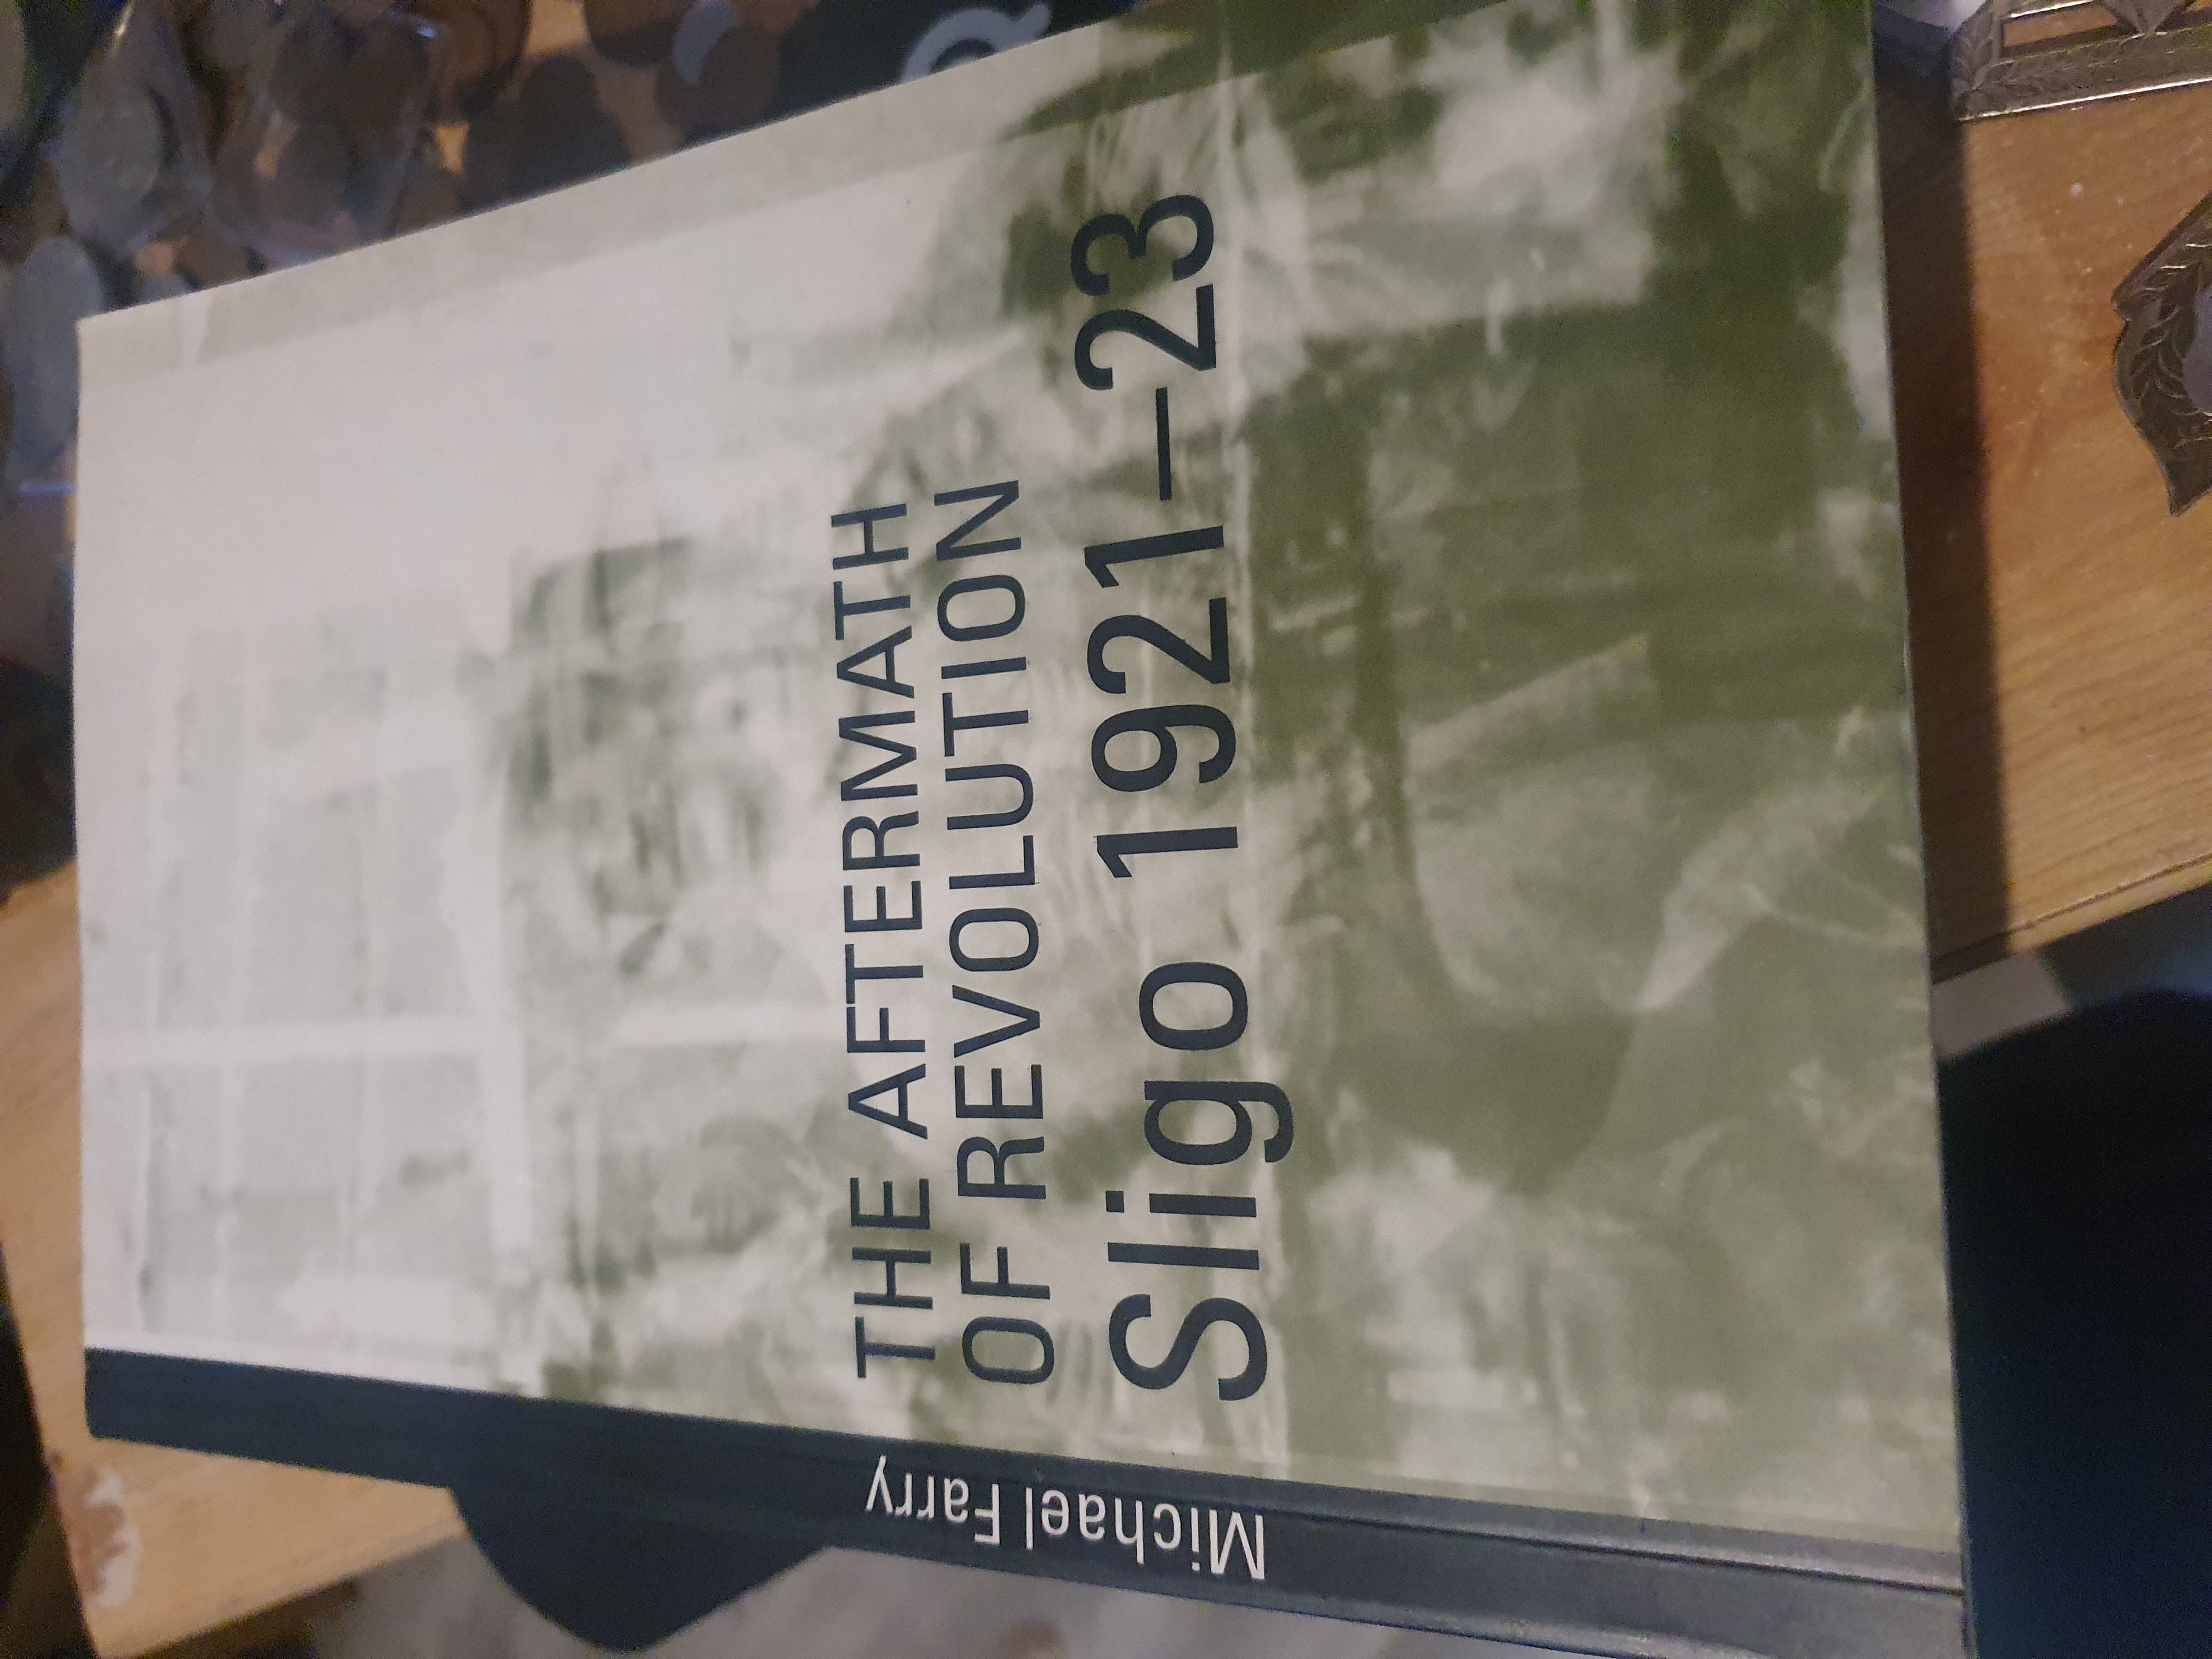 THE AFTERMATH
OF REVOLUTION
Sligo 1921–23
Michael Farry